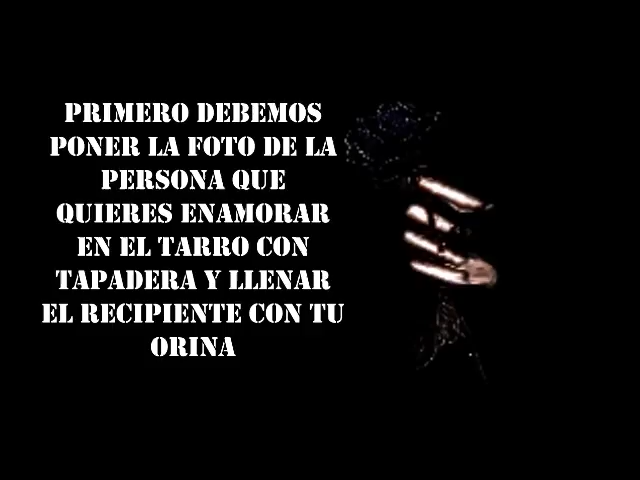 PRIMERO DEBEMOS
PONER LA FOTO DE LA
PERSONA QUE
QUIERES ENAMORAR
EN EL TARRO CON
TAPADERA Y LLENAR
EL RECIPIENTE CON TU
ORINA